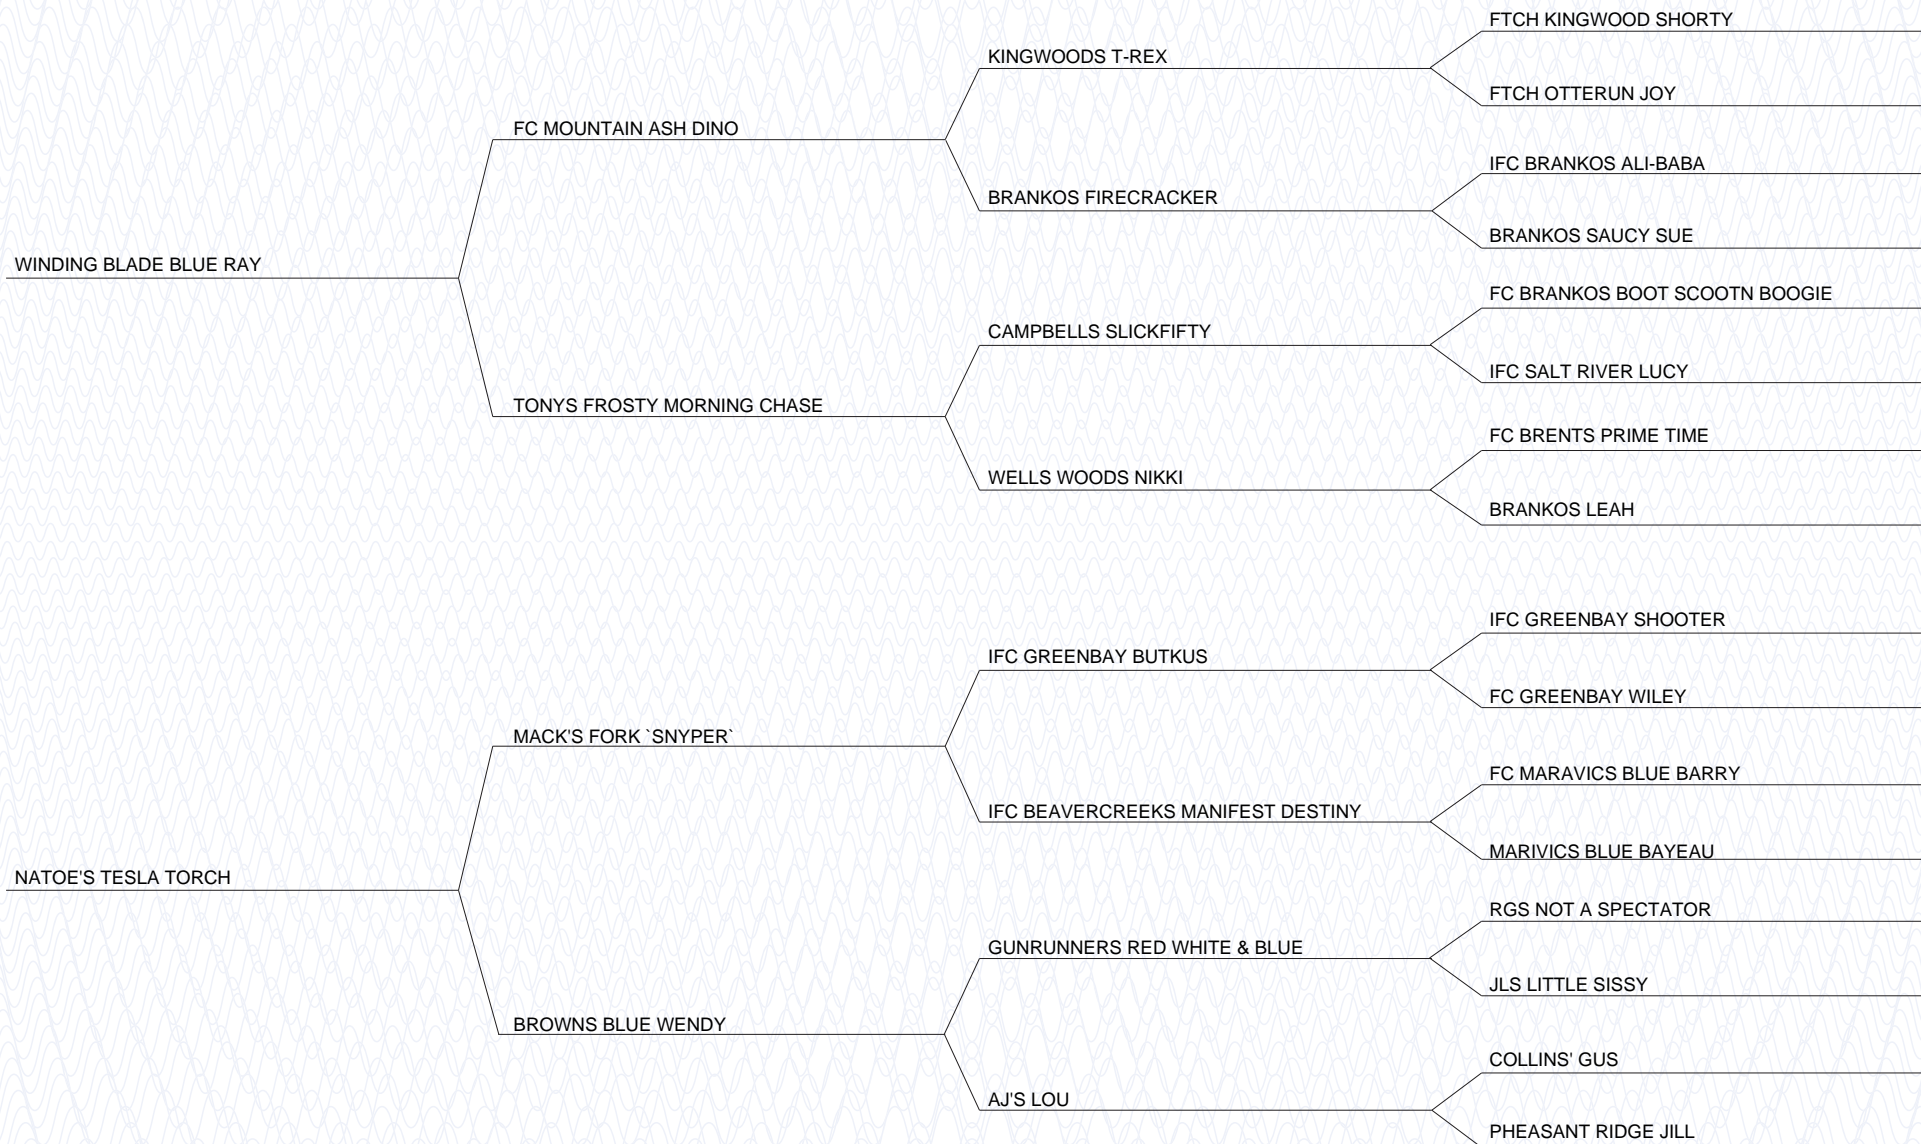 FTCH KINGWOOD SHORTY
KINGWOODS T-REX
FTCH OTTERUN JOY
FC MOUNTAIN ASH DINO
IFC BRANKOS ALI-BABA
BRANKOS FIRECRACKER
BRANKOS SAUCY SUE
WINDING BLADE BLUE RAY
FC BRANKOS BOOT SCOOTN BOOGIE
CAMPBELLS SLICKFIFTY
IFC SALT RIVER LUCY
TONYS FROSTY MORNING CHASE
FC BRENTS PRIME TIME
WELLS WOODS NIKKI
BRANKOS LEAH
IFC GREENBAY SHOOTER
IFC GREENBAY BUTKUS
FC GREENBAY WILEY
MACK'S FORK `SNYPER`
FC MARAVICS BLUE BARRY
IFC BEAVERCREEKS MANIFEST DESTINY
MARIVICS BLUE BAYEAU
NATOE'S TESLA TORCH
RGS NOT A SPECTATOR
GUNRUNNERS RED WHITE & BLUE
JLS LITTLE SISSY
BROWNS BLUE WENDY
COLLINS' GUS
AJ'S LOU
PHEASANT RIDGE JILL